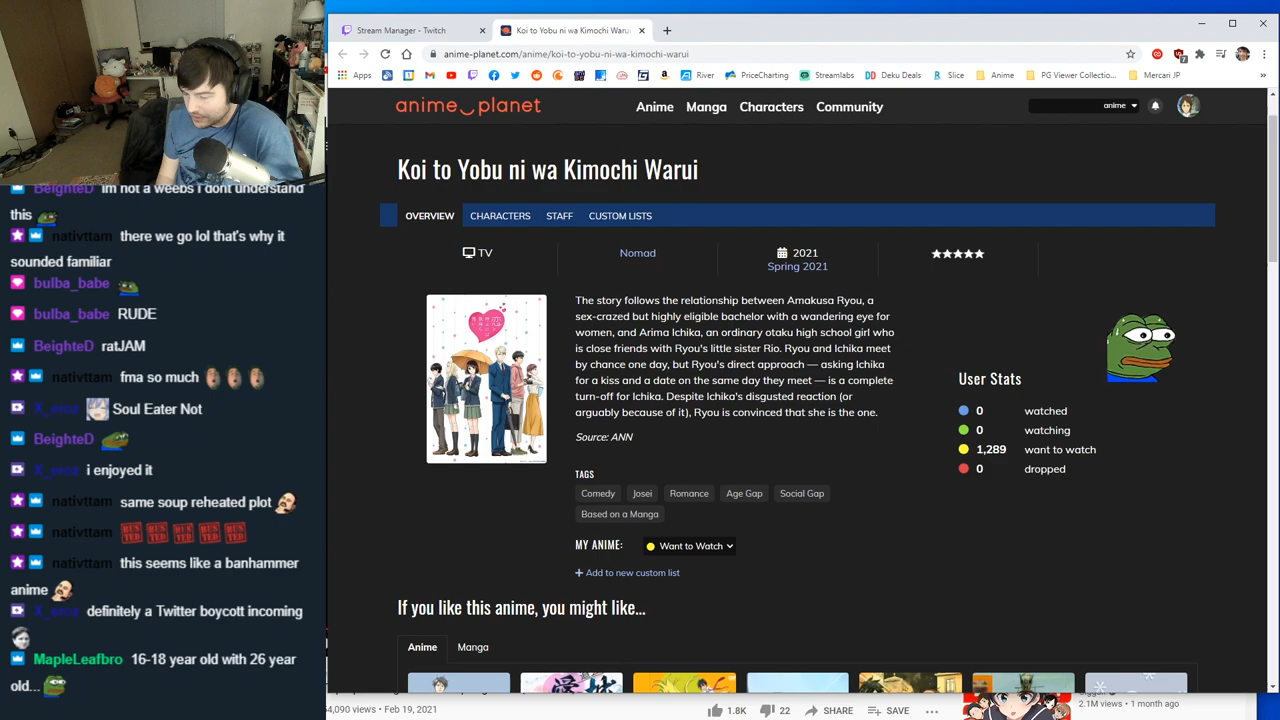 BeighteD im not a weebs i dont understand
this
nativttam there we go lol that's why it
sounded familiar
bulba_babe
bulba_babe RUDE
BeighteD ratJAM
nativttam fma so much
Soul Eater Not
BeighteD
i enjoyed it
nativttam same soup reheated plot
nativttam BUSTED BUSTED BUSTED BUSTED BUSTED
nativttam this seems like a banhammer
anime
definitely a Twitter boycott incoming
MapleLeafbro 16-18 year old with 26 year
old...
Stream Manager - Twitch
Koi to Yobu ni wa Kimochi Warui
anime-planet.com/anime/koi-to-yobu-ni-wa-kimochi-warui
Apps River PriceCharting Streamlabs Deku Deals Slice Anime PG Viewer Collectio... Mercari JP
anime planet
Anime Manga Characters Community
anime
Koi to Yobu ni wa Kimochi Warui
OVERVIEW CHARACTERS STAFF CUSTOM LISTS
TV Nomad 2021
Spring 2021
The story follows the relationship between Amakusa Ryou, a
sex-crazed but highly eligible bachelor with a wandering eye for
women, and Arima Ichika, an ordinary otaku high school girl who
is close friends with Ryou's little sister Rio. Ryou and Ichika meet
by chance one day, but Ryou's direct approach — asking Ichika
for a kiss and a date on the same day they meet — is a complete
turn-off for Ichika. Despite Ichika's disgusted reaction (or
arguably because of it), Ryou is convinced that she is the one.
Source: ANN
User Stats
0 watched
0 watching
1,289 want to watch
0 dropped
TAGS
Comedy Josei Romance Age Gap Social Gap
Based on a Manga
MY ANIME: Want to Watch
+ Add to new custom list
If you like this anime, you might like...
Anime Manga
4,090 views • Feb 19, 2021
1.8K 22 SHARE SAVE
2.1M views • 1 month ago